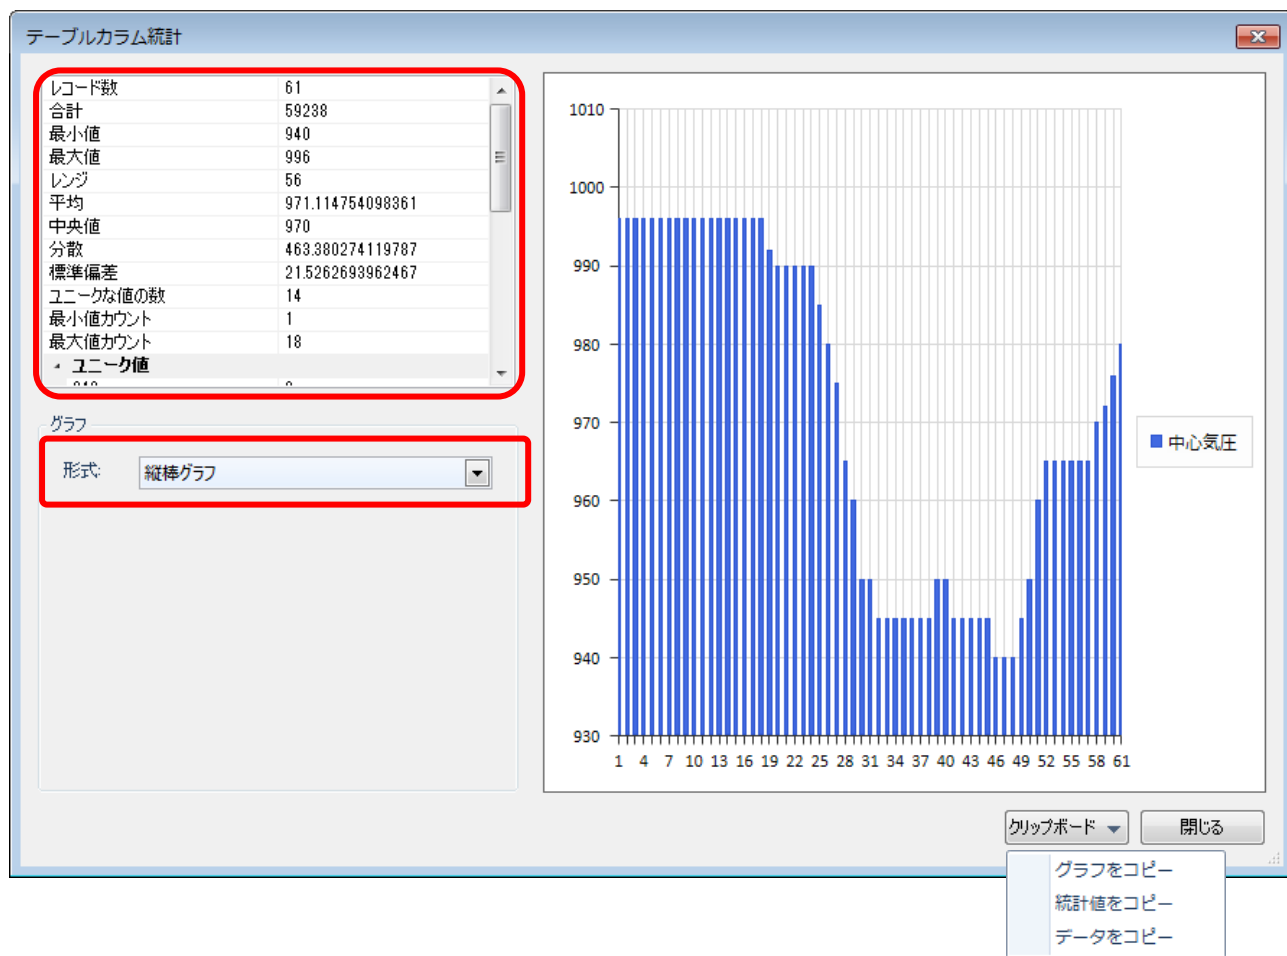 テーブルカラム統計
レコード数 61
合計 59238
最小値 940
最大値 996
レンジ 56
平均 971.114754098361
中央値 970
分散 463.380274119787
標準偏差 21.5262693962467
ユニークな値の数 14
最小値カウント 1
最大値カウント 18
ユニーク値
グラフ
形式: 縦棒グラフ
1010
1000
990
980
970
960
950
940
930
1 4 7 10 13 16 19 22 25 28 31 34 37 40 43 46 49 52 55 58 61
中心気圧
クリップボード
閉じる
グラフをコピー
統計値をコピー
データをコピー